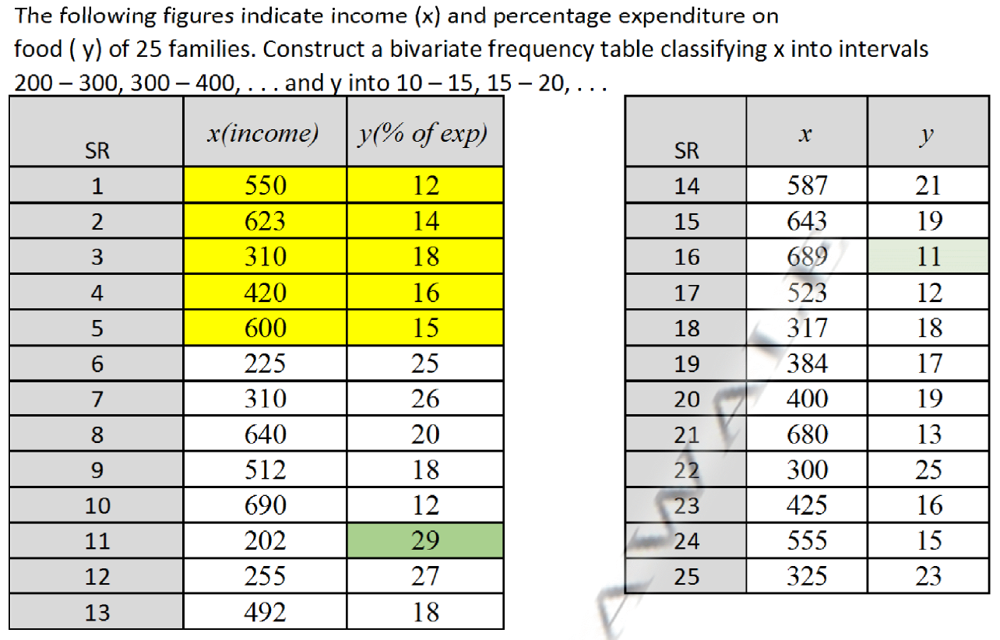 The following figures indicate income (x) and percentage expenditure on
food ( y) of 25 families. Construct a bivariate frequency table classifying x into intervals
200 – 300, 300 – 400, . . . and y into 10 – 15, 15 – 20, . . .
SR x(income) y(% of exp)
1 550 12
2 623 14
3 310 18
4 420 16
5 600 15
6 225 25
7 310 26
8 640 20
9 512 18
10 690 12
11 202 29
12 255 27
13 492 18
SR x y
14 587 21
15 643 19
16 689 11
17 523 12
18 317 18
19 384 17
20 400 19
21 680 13
22 300 25
23 425 16
24 555 15
25 325 23